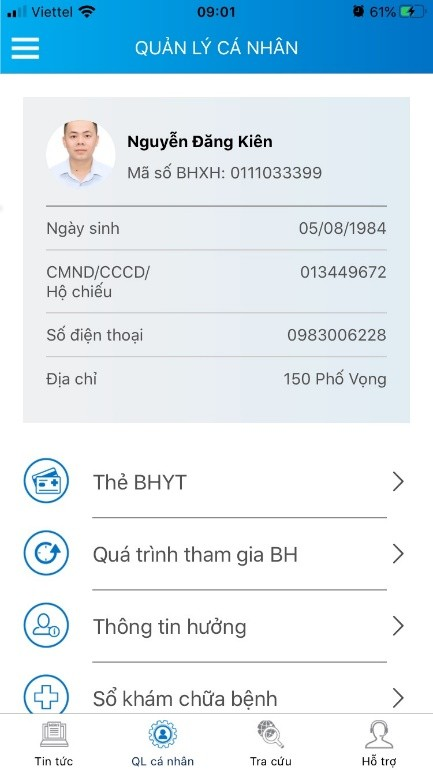 Viettel 09:01 61%
QUẢN LÝ CÁ NHÂN
Nguyễn Đăng Kiên
Mã số BHXH: 0111033399
Ngày sinh 05/08/1984
CMND/CCCD/ 013449672
Hộ chiếu
Số điện thoại 0983006228
Địa chỉ 150 Phố Vọng
Thẻ BHYT
Quá trình tham gia BH
Thông tin hưởng
Sổ khám chữa bệnh
Tin tức QL cá nhân Tra cứu Hỗ trợ